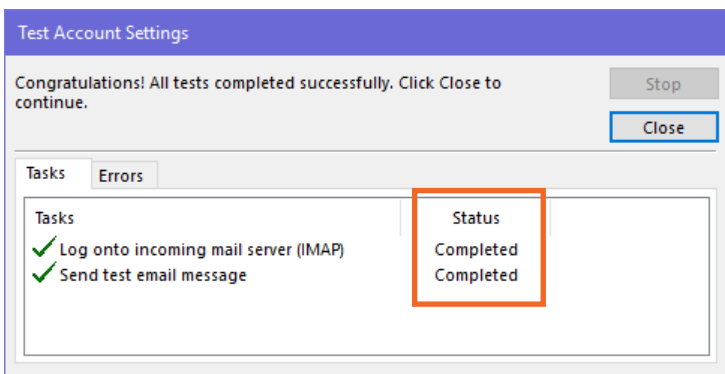 Test Account Settings
Congratulations! All tests completed successfully. Click Close to
continue.
Stop
Close
Tasks Errors
Tasks Status
Log onto incoming mail server (IMAP) Completed
Send test email message Completed